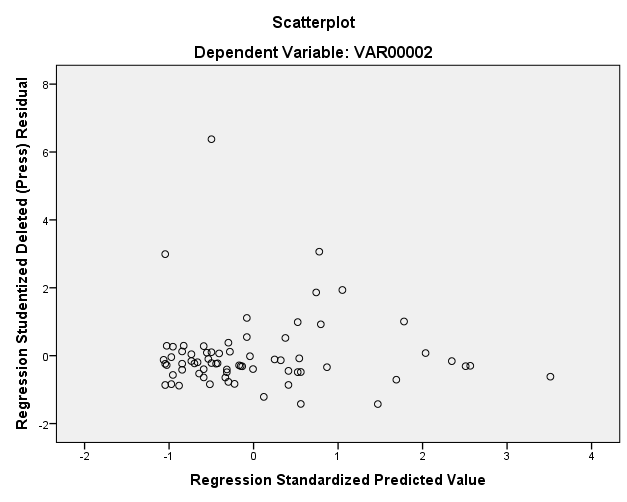 Scatterplot
Dependent Variable: VAR00002
Regression Studentized Deleted (Press) Residual
8
6
4
2
0
-2
-2 -1 0 1 2 3 4
Regression Standardized Predicted Value